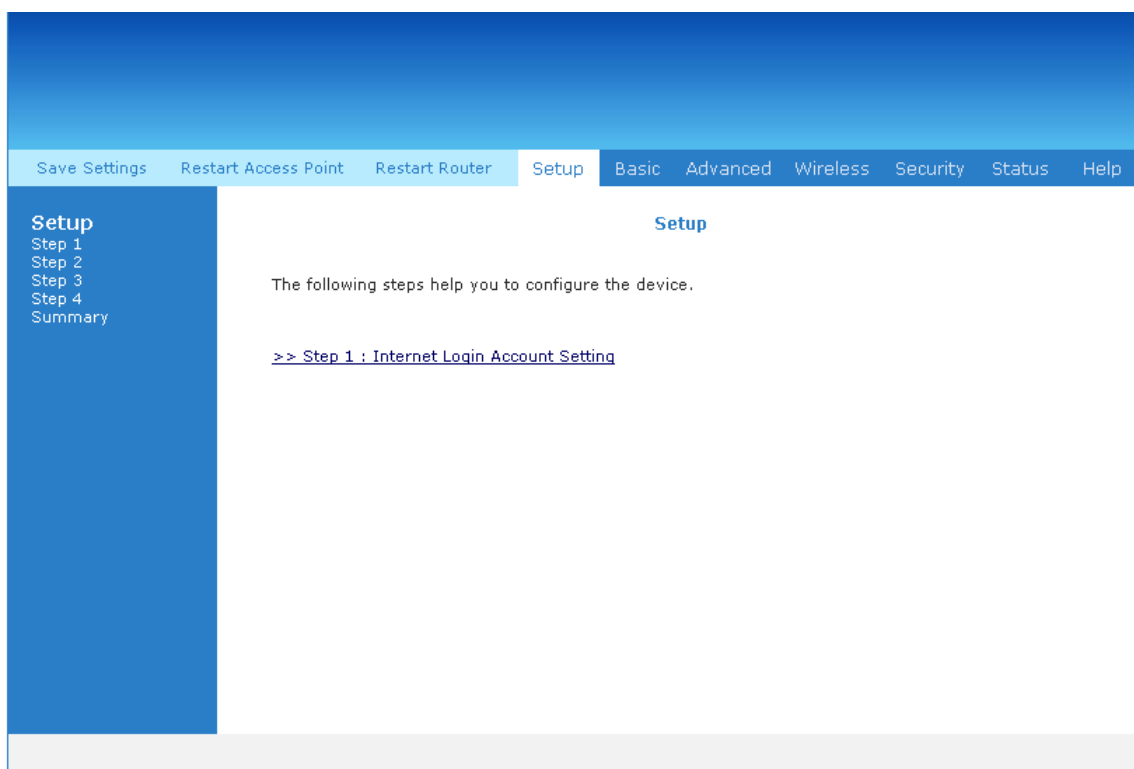 Save Settings Restart Access Point Restart Router Setup Basic Advanced Wireless Security Status Help
Setup
Step 1
Step 2
Step 3
Step 4
Summary
Setup
The following steps help you to configure the device.
>> Step 1 : Internet Login Account Setting